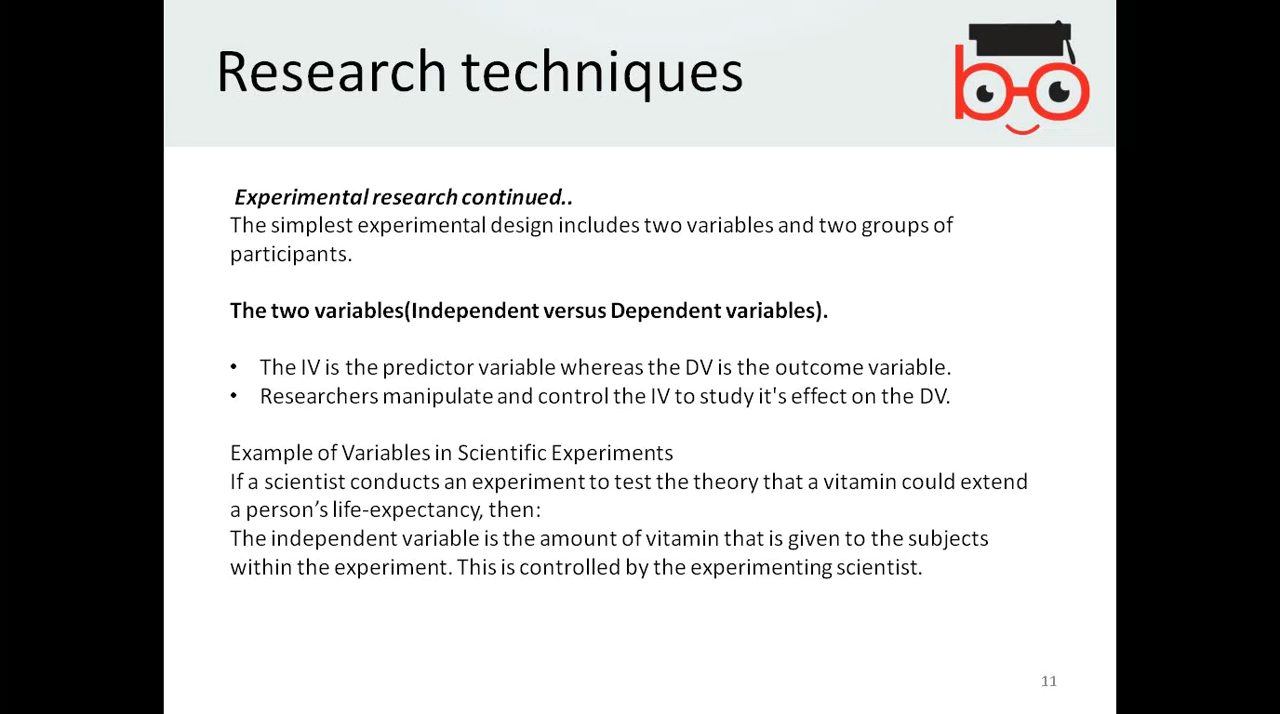 Research techniques
bo
Experimental research continued..
The simplest experimental design includes two variables and two groups of
participants.
The two variables(Independent versus Dependent variables).
• The IV is the predictor variable whereas the DV is the outcome variable.
• Researchers manipulate and control the IV to study it's effect on the DV.
Example of Variables in Scientific Experiments
If a scientist conducts an experiment to test the theory that a vitamin could extend
a person’s life-expectancy, then:
The independent variable is the amount of vitamin that is given to the subjects
within the experiment. This is controlled by the experimenting scientist.
11